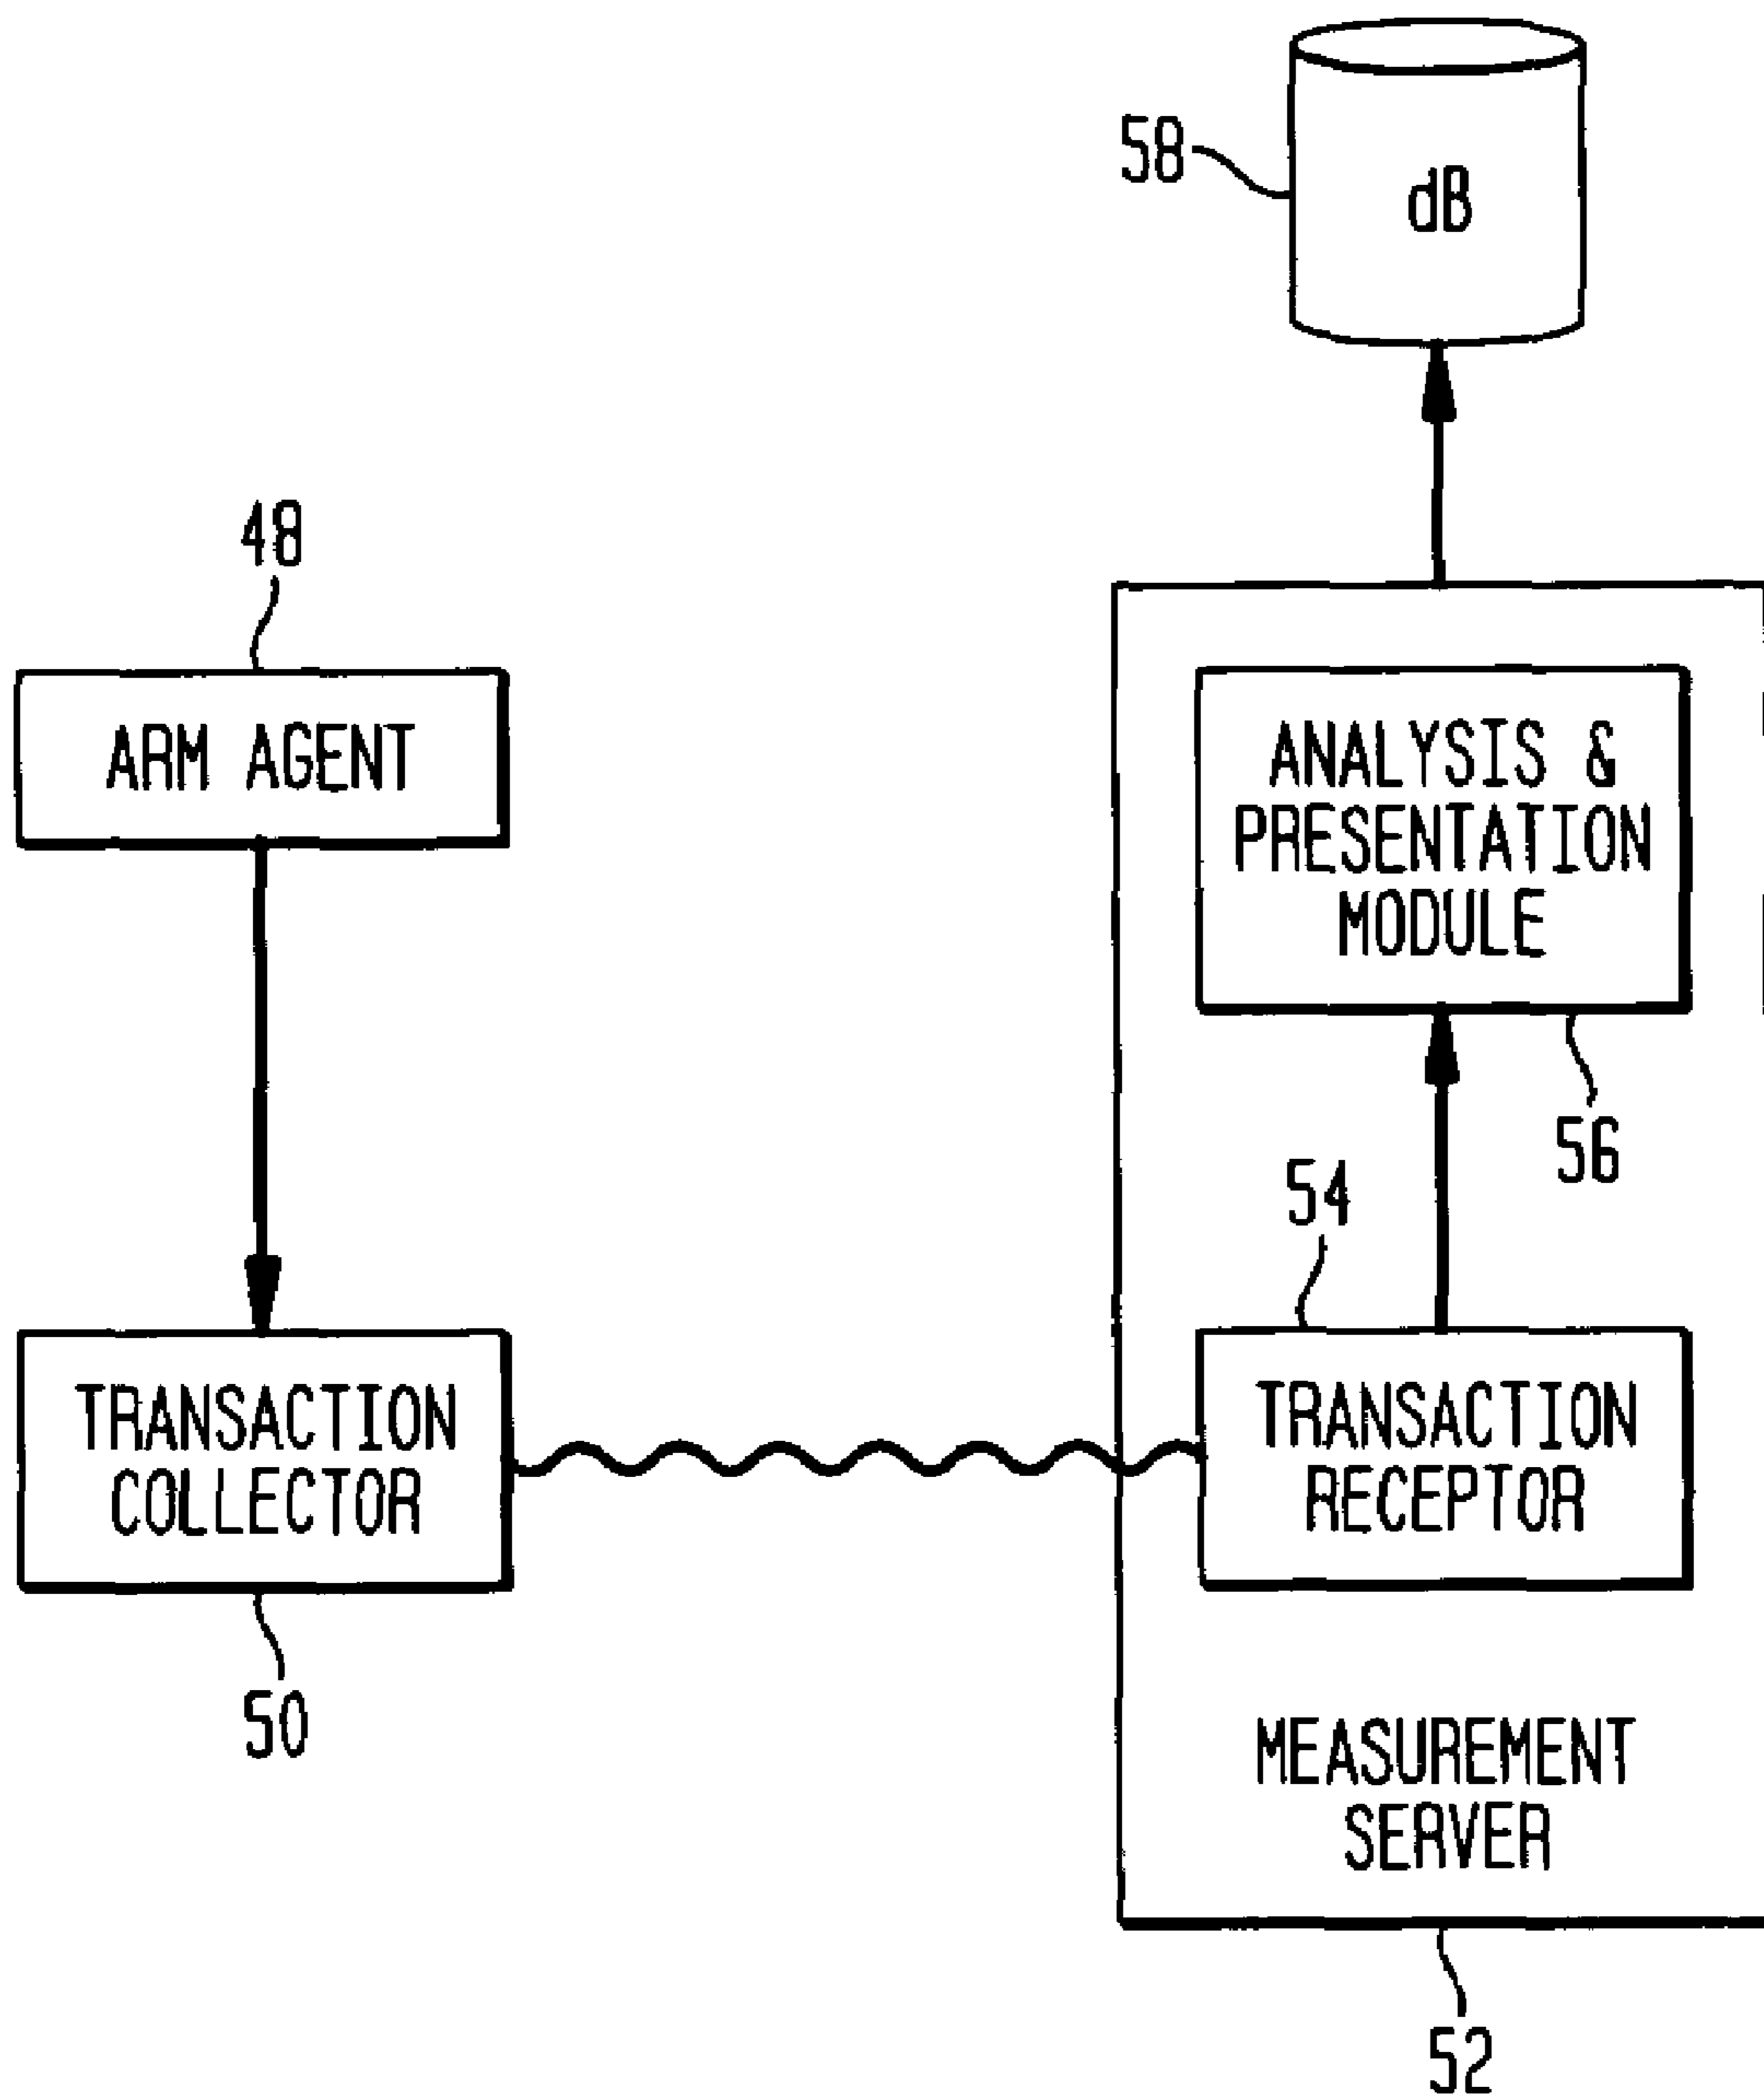 58
dB
48
ARM AGENT
ANALYSIS &
PRESENTATION
MODULE
56
54
TRANSACTION
COLLECTOR
TRANSACTION
RECEPTOR
50
MEASUREMENT
SERVER
52